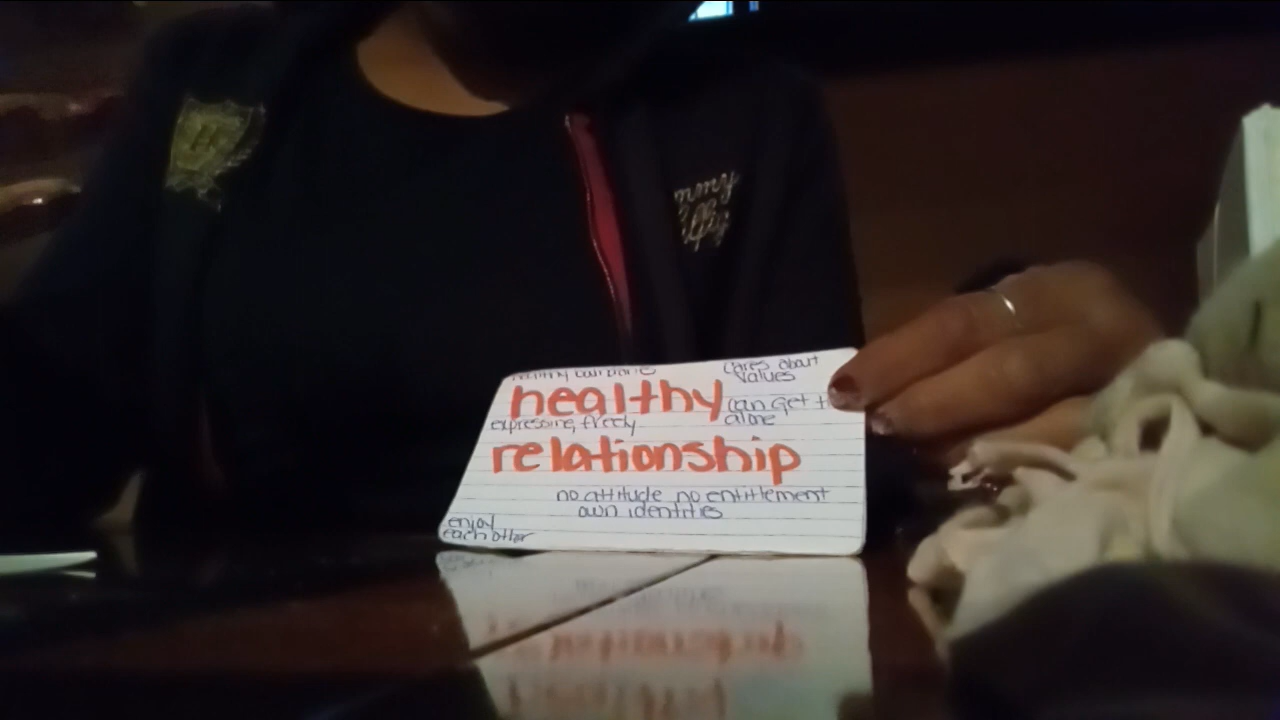 healthy
cares about
values
healthy
can get
alone
expressing freely
relationship
no attitude no entitlement
own identities
enjoy
each other
H